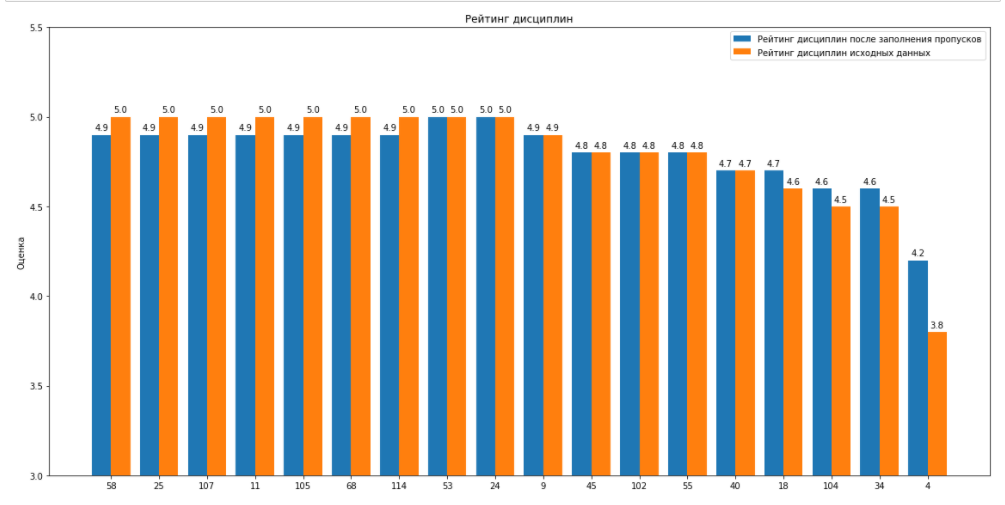 Рейтинг дисциплин
5.5
Рейтинг дисциплин после заполнения пропусков
Рейтинг дисциплин исходных данных
4.9 5.0 4.9 5.0 4.9 5.0 4.9 5.0 4.9 5.0 4.9 5.0 4.9 5.0 5.0 5.0 5.0 5.0 4.9 4.9 4.8 4.8 4.8 4.8 4.8 4.8 4.7 4.7 4.7 4.6 4.6 4.5 4.6 4.5 4.2 3.8
5.0
4.5
Оценка
4.0
3.5
3.0
58 25 107 11 105 68 114 53 24 9 45 102 55 40 18 104 34 4